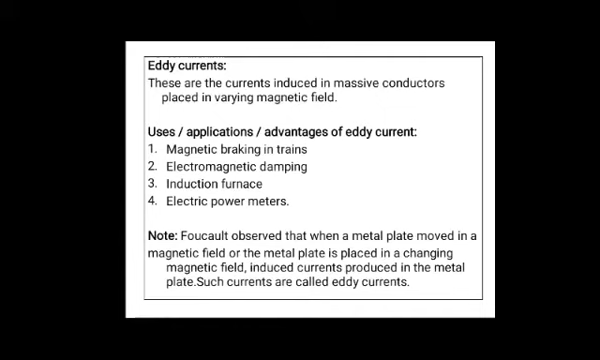 Eddy currents:
These are the currents induced in massive conductors
placed in varying magnetic field.
Uses / applications / advantages of eddy current:
1. Magnetic braking in trains
2. Electromagnetic damping
3. Induction furnace
4. Electric power meters.
Note: Foucault observed that when a metal plate moved in a
magnetic field or the metal plate is placed in a changing
magnetic field, induced currents produced in the metal
plate.Such currents are called eddy currents.